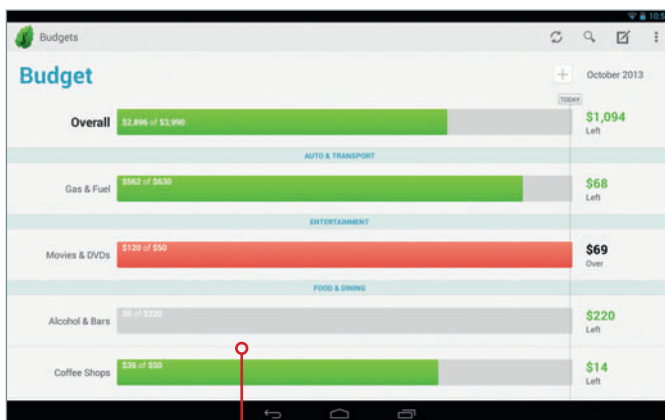 10:5
Budgets
Budget
October 2013
TODAY
Overall
$2,896 of $3,990
$1,094
Left
AUTO & TRANSPORT
Gas & Fuel
$562 of $630
$68
Left
ENTERTAINMENT
Movies & DVDs
$120 of $50
$69
Over
FOOD & DINING
Alcohol & Bars
$0 of $220
$220
Left
Coffee Shops
$36 of $50
$14
Left